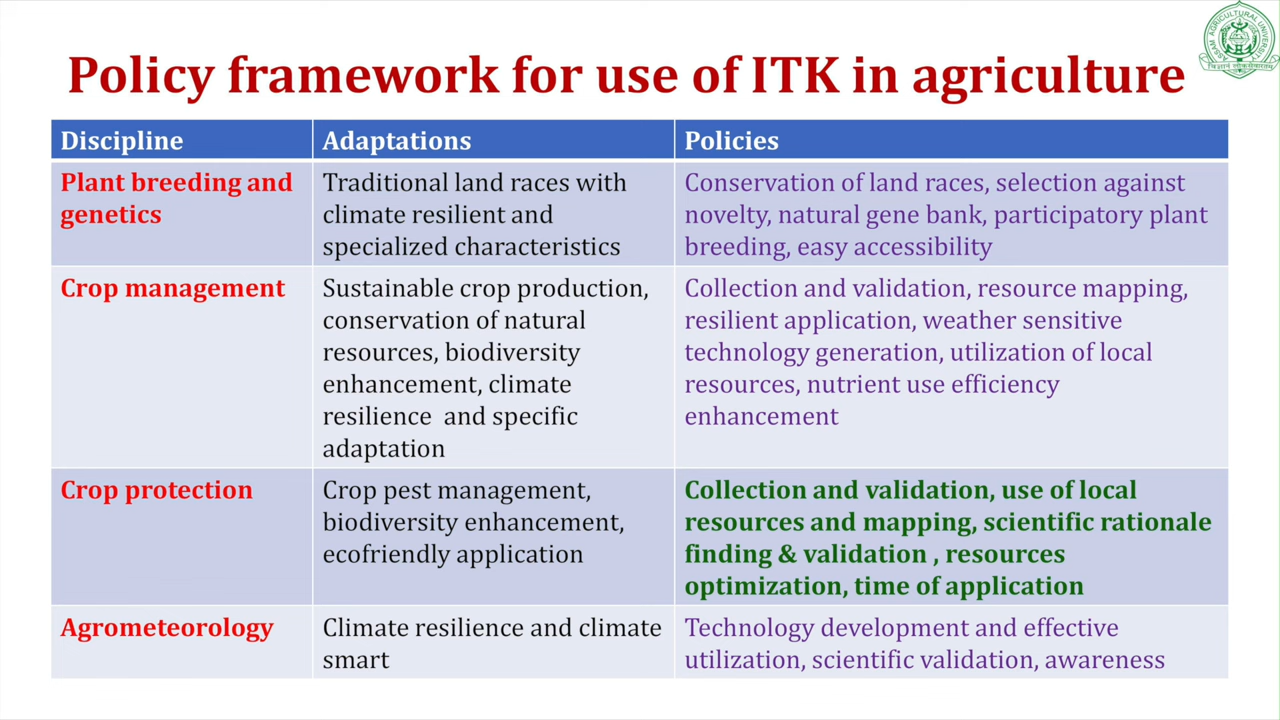 Policy framework for use of ITK in agriculture
ASSAM AGRICULTURAL UNIVERSITY
Discipline
Adaptations
Policies
Plant breeding and
genetics
Traditional land races with
climate resilient and
specialized characteristics
Conservation of land races, selection against
novelty, natural gene bank, participatory plant
breeding, easy accessibility
Crop management
Sustainable crop production,
conservation of natural
resources, biodiversity
enhancement, climate
resilience  and specific
adaptation
Collection and validation, resource mapping,
resilient application, weather sensitive
technology generation, utilization of local
resources, nutrient use efficiency
enhancement
Crop protection
Crop pest management,
biodiversity enhancement,
ecofriendly application
Collection and validation, use of local
resources and mapping, scientific rationale
finding & validation , resources
optimization, time of application
Agrometeorology
Climate resilience and climate
smart
Technology development and effective
utilization, scientific validation, awareness